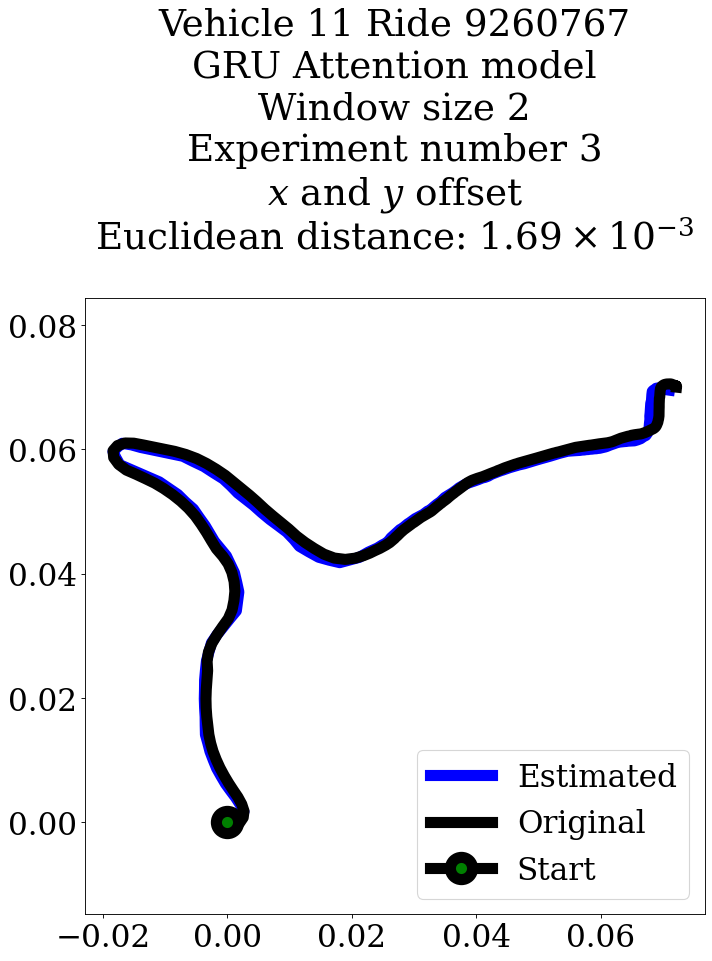 Vehicle 11 Ride 9260767
GRU Attention model
Window size 2
Experiment number 3
x and y offset
Euclidean distance: 1.69 × 10⁻³
0.08
0.06
0.04
0.02
0.00
Estimated
Original
Start
−0.02 0.00 0.02 0.04 0.06